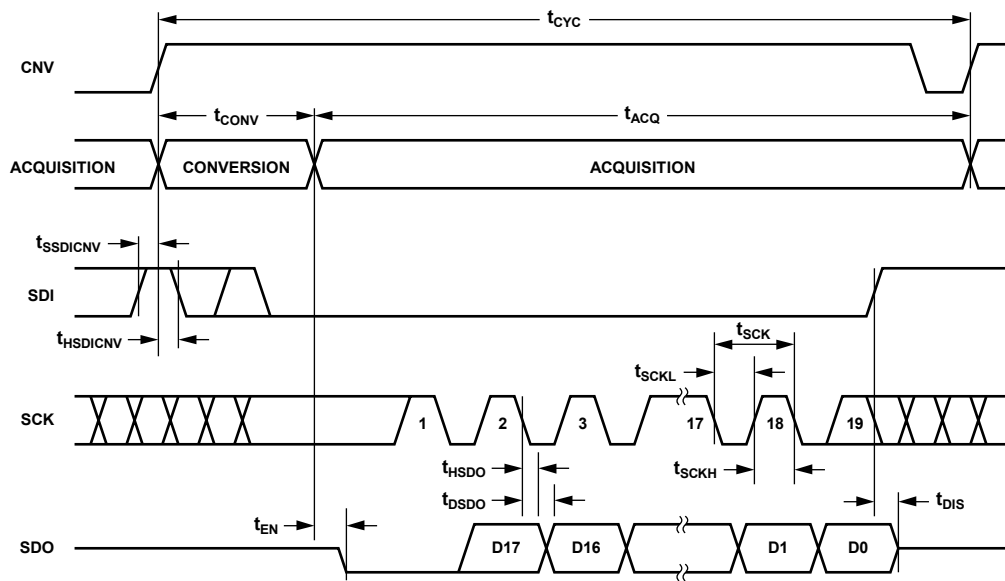 tCYC
CNV
tCONV
tACQ
ACQUISITION CONVERSION ACQUISITION
tSSDICNV
SDI
tHSDICNV
tSCK
tSCKL
SCK 1 2 3 17 18 19
tHSDO
tSCKH
tDSDO
tDIS
tEN
SDO D17 D16 D1 D0